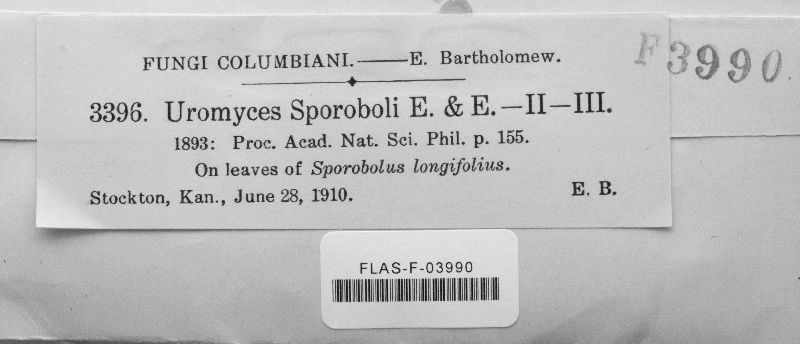 FUNGI COLUMBIANI.——E. Bartholomew.
F3990.
3396. Uromyces Sporoboli E. & E.—II—III.
1893: Proc. Acad. Nat. Sci. Phil. p. 155.
On leaves of Sporobolus longifolius.
Stockton, Kan., June 28, 1910. E. B.
FLAS-F-03990